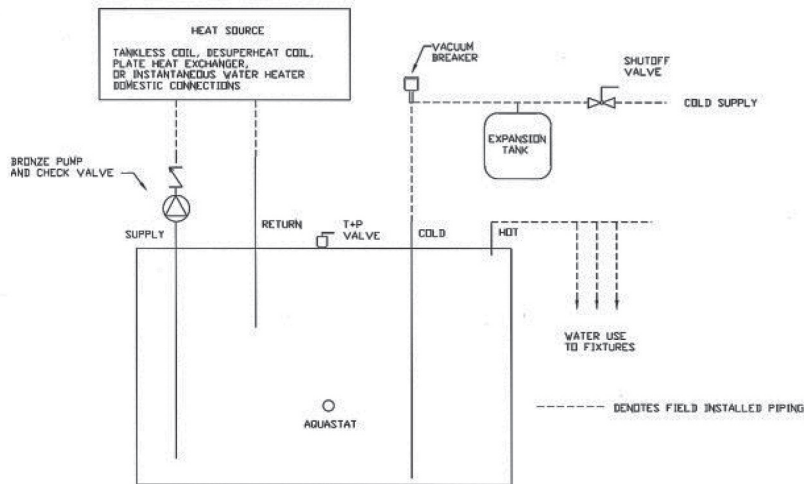 HEAT SOURCE
TANKLESS COIL, DESUPERHEAT COIL,
PLATE HEAT EXCHANGER,
OR INSTANTANEOUS WATER HEATER
DOMESTIC CONNECTIONS
VACUUM
BREAKER
SHUTOFF
VALVE
COLD SUPPLY
EXPANSION
TANK
BRONZE PUMP
AND CHECK VALVE
SUPPLY
RETURN
T+P
VALVE
COLD
HOT
WATER USE
TO FIXTURES
AQUASTAT
DENOTES FIELD INSTALLED PIPING